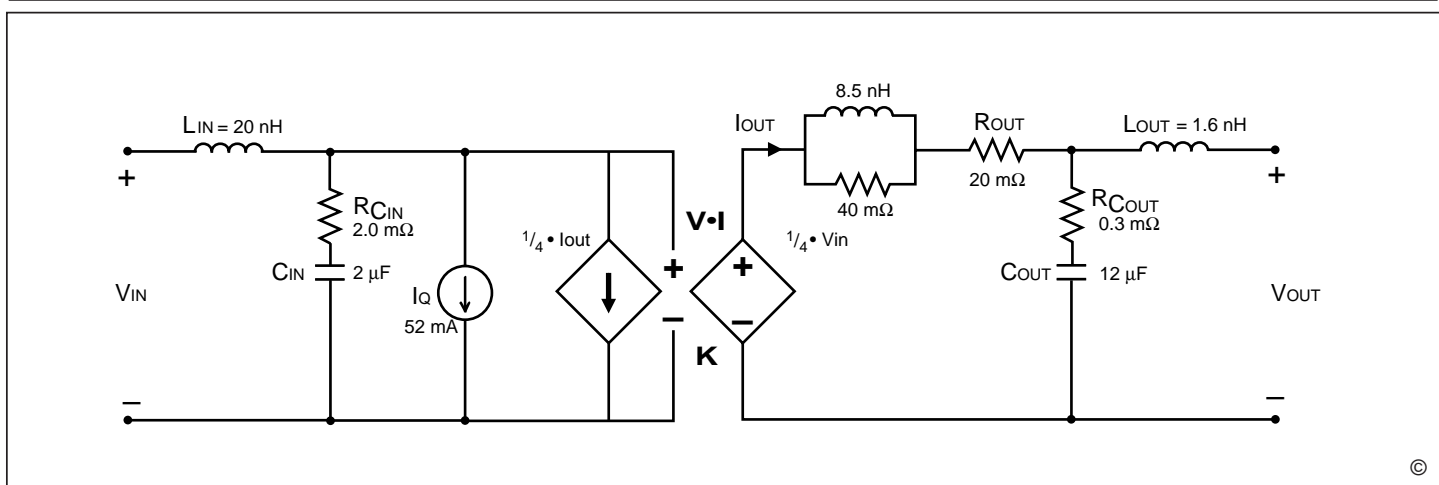 8.5 nH
LIN = 20 nH
IOUT
ROUT
LOUT = 1.6 nH
+
+
RCIN
2.0 mΩ
20 mΩ
40 mΩ
RCOUT
0.3 mΩ
V•I
1/4 • Iout
1/4 • Vin
CIN
2 μF
+
+
COUT
12 μF
VIN
IQ
52 mA
VOUT
–
–
K
–
–
©